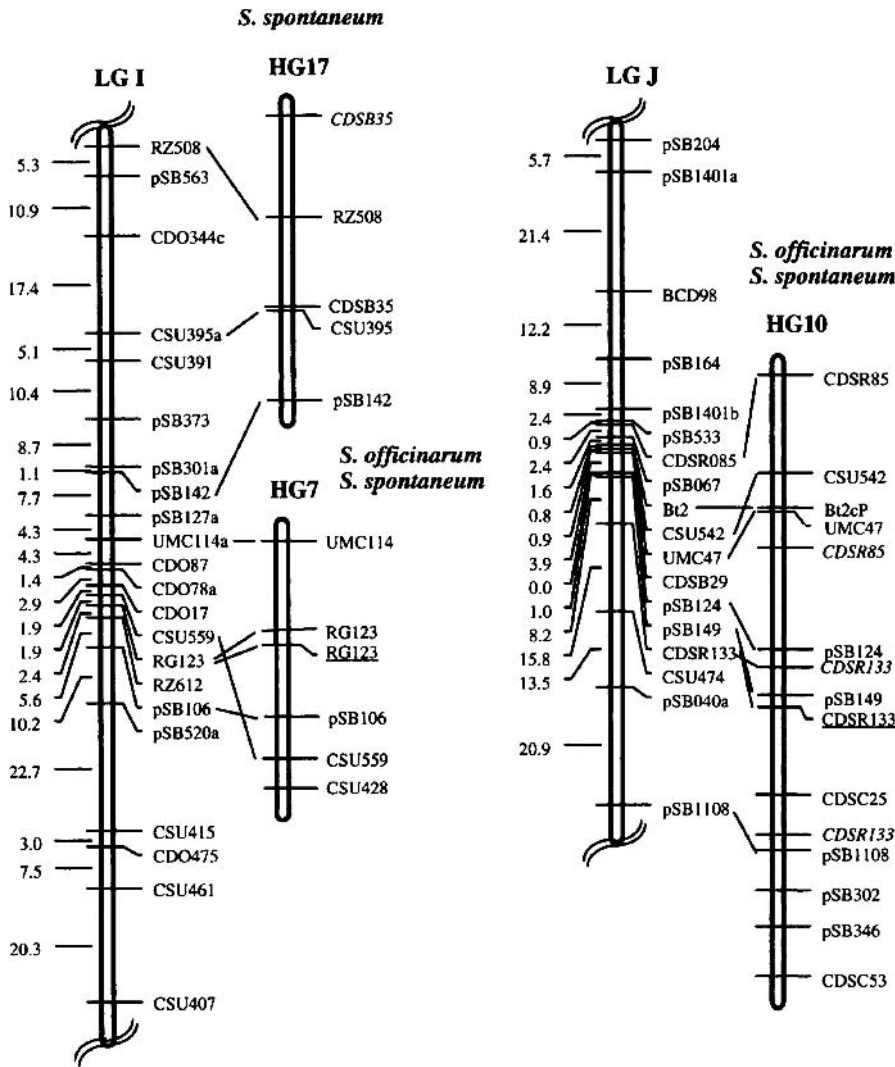 S. spontaneum
LG I
HG17
5.3
10.9
17.4
5.1
10.4
8.7
1.1
7.7
4.3
4.3
1.4
2.9
1.9
1.9
2.4
5.6
10.2
22.7
3.0
7.5
20.3
RZ508
pSB563
CDO344c
CSU395a
CSU391
pSB373
pSB301a
pSB142
pSB127a
UMC114a
CDO87
CDO78a
CDO17
CSU559
RG123
RZ612
pSB106
pSB520a
CSU415
CDO475
CSU461
CSU407
CDSB35
RZ508
CDSB35
CSU395
pSB142
S. officinarum
S. spontaneum
HG7
UMC114
RG123
RG123
pSB106
CSU559
CSU428
LG J
5.7
21.4
12.2
8.9
2.4
0.9
2.4
1.6
0.8
0.9
3.9
0.0
1.0
8.2
15.8
13.5
20.9
pSB204
pSB1401a
BCD98
pSB164
pSB1401b
pSB533
CDSR085
pSB067
Bt2
CSU542
UMC47
CDSB29
pSB124
pSB149
CDSR133
CSU474
pSB040a
pSB1108
S. officinarum
S. spontaneum
HG10
CDSR85
CSU542
Bt2cP
UMC47
CDSR85
pSB124
CDSR133
pSB149
CDSR133
CDSC25
CDSR133
pSB1108
pSB302
pSB346
CDSC53